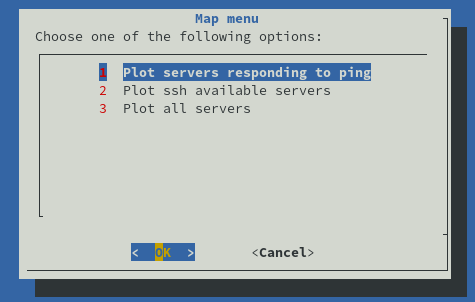 Map menu
Choose one of the following options:
1 Plot servers responding to ping
2 Plot ssh available servers
3 Plot all servers
< OK > <Cancel>